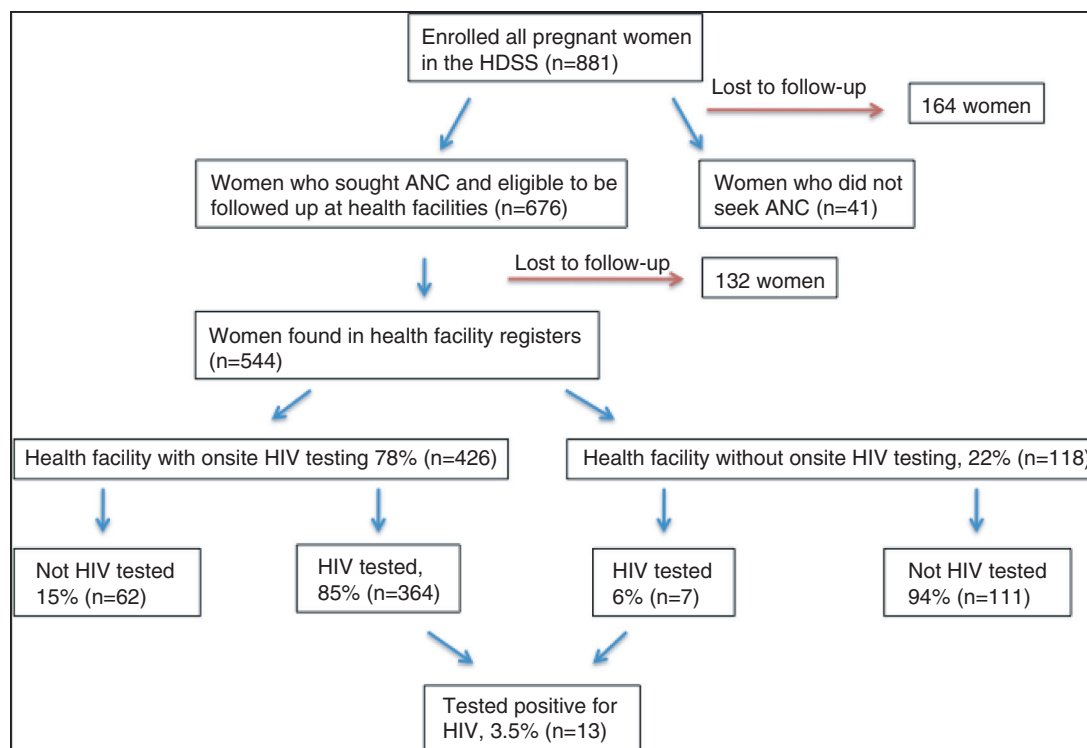 Enrolled all pregnant women
in the HDSS (n=881)
Lost to follow-up
164 women
Women who sought ANC and eligible to be
followed up at health facilities (n=676)
Women who did not
seek ANC (n=41)
Lost to follow-up
132 women
Women found in health facility registers
(n=544)
Health facility with onsite HIV testing 78% (n=426)
Health facility without onsite HIV testing, 22% (n=118)
Not HIV tested
15% (n=62)
HIV tested,
85% (n=364)
HIV tested
6% (n=7)
Not HIV tested
94% (n=111)
Tested positive for
HIV, 3.5% (n=13)